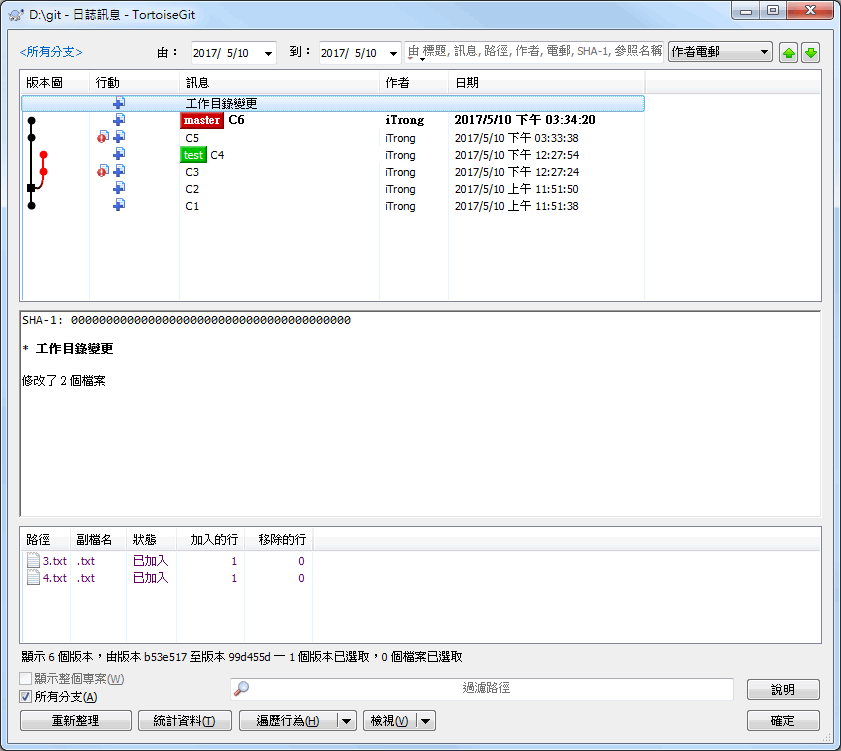 D:\git - 日誌訊息 - TortoiseGit
<所有分支> 由： 2017/ 5/10 到： 2017/ 5/10 由 標題, 訊息, 路徑, 作者, 電郵, SHA-1, 參照名稱 作者電郵
版本圖 行動 訊息 作者 日期
工作目錄變更
master C6 iTrong 2017/5/10 下午 03:34:20
C5 iTrong 2017/5/10 下午 03:33:38
test C4 iTrong 2017/5/10 下午 12:27:54
C3 iTrong 2017/5/10 下午 12:27:24
C2 iTrong 2017/5/10 上午 11:51:50
C1 iTrong 2017/5/10 上午 11:51:38
SHA-1: 0000000000000000000000000000000000000000
* 工作目錄變更
修改了 2 個檔案
路徑 副檔名 狀態 加入的行 移除的行
3.txt .txt 已加入 1 0
4.txt .txt 已加入 1 0
顯示 6 個版本，由版本 b53e517 至版本 99d455d － 1 個版本已選取，0 個檔案已選取
顯示整個專案(W)
所有分支(A) 過濾路徑 說明
重新整理 統計資料(T) 遍歷行為(H) 檢視(V) 確定